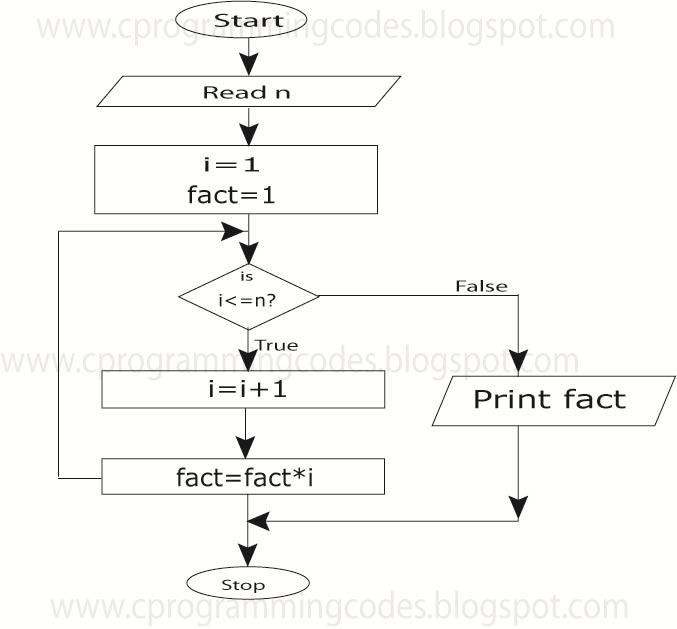 www.cprogrammingcodes.blogspot.com
Start
Read n
i=1
fact=1
is
i<=n?
False
True
www.cprogrammingcodes.blogspot.com
i=i+1
Print fact
fact=fact*i
Stop
www.cprogrammingcodes.blogspot.com